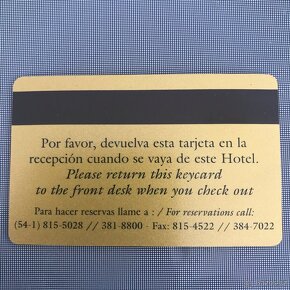 Por favor, devuelva esta tarjeta en la
recepción cuando se vaya de este Hotel.
Please return this keycard
to the front desk when you check out
Para hacer reservas llame a : / For reservations call:
(54-1) 815-5028 // 381-8800 · Fax: 815-4522 // 384-7022